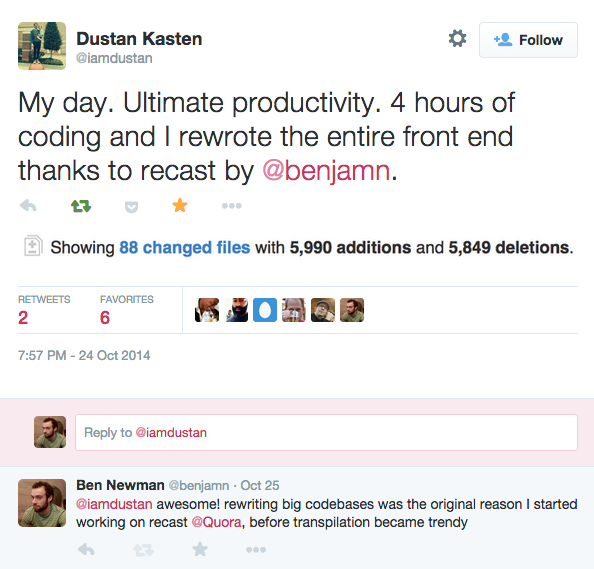 Dustan Kasten
@iamdustan
Follow
My day. Ultimate productivity. 4 hours of
coding and I rewrote the entire front end
thanks to recast by @benjamn.
Showing 88 changed files with 5,990 additions and 5,849 deletions.
RETWEETS FAVORITES
2 6
7:57 PM - 24 Oct 2014
Reply to @iamdustan
Ben Newman @benjamn · Oct 25
@iamdustan awesome! rewriting big codebases was the original reason I started
working on recast @Quora, before transpilation became trendy